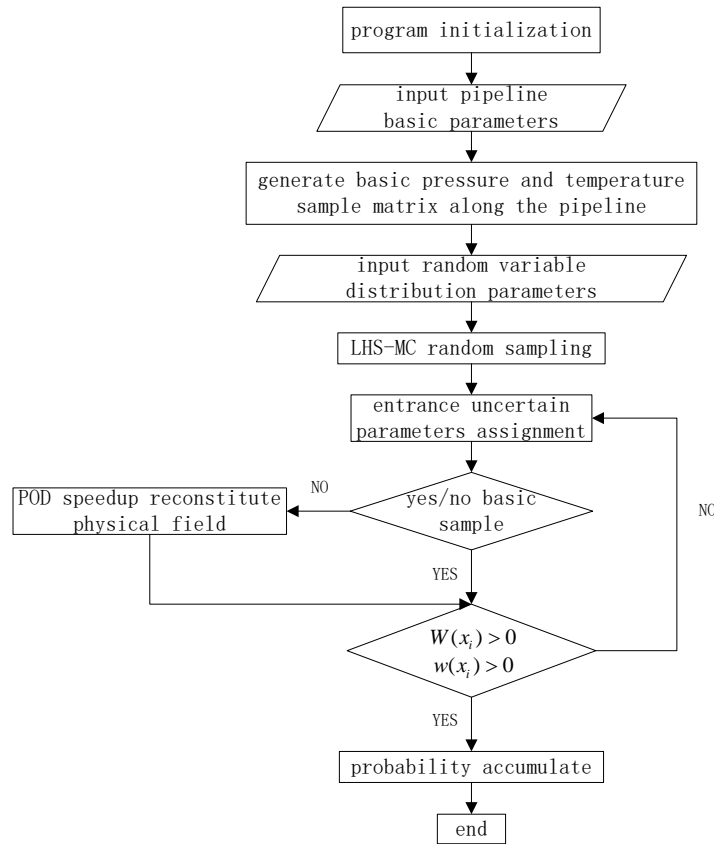 program initialization
input pipeline
basic parameters
generate basic pressure and temperature
sample matrix along the pipeline
input random variable
distribution parameters
LHS-MC random sampling
entrance uncertain
parameters assignment
NO
POD speedup reconstitute
physical field
yes/no basic
sample
NO
YES
W(x_i)>0
w(x_i)>0
YES
probability accumulate
end